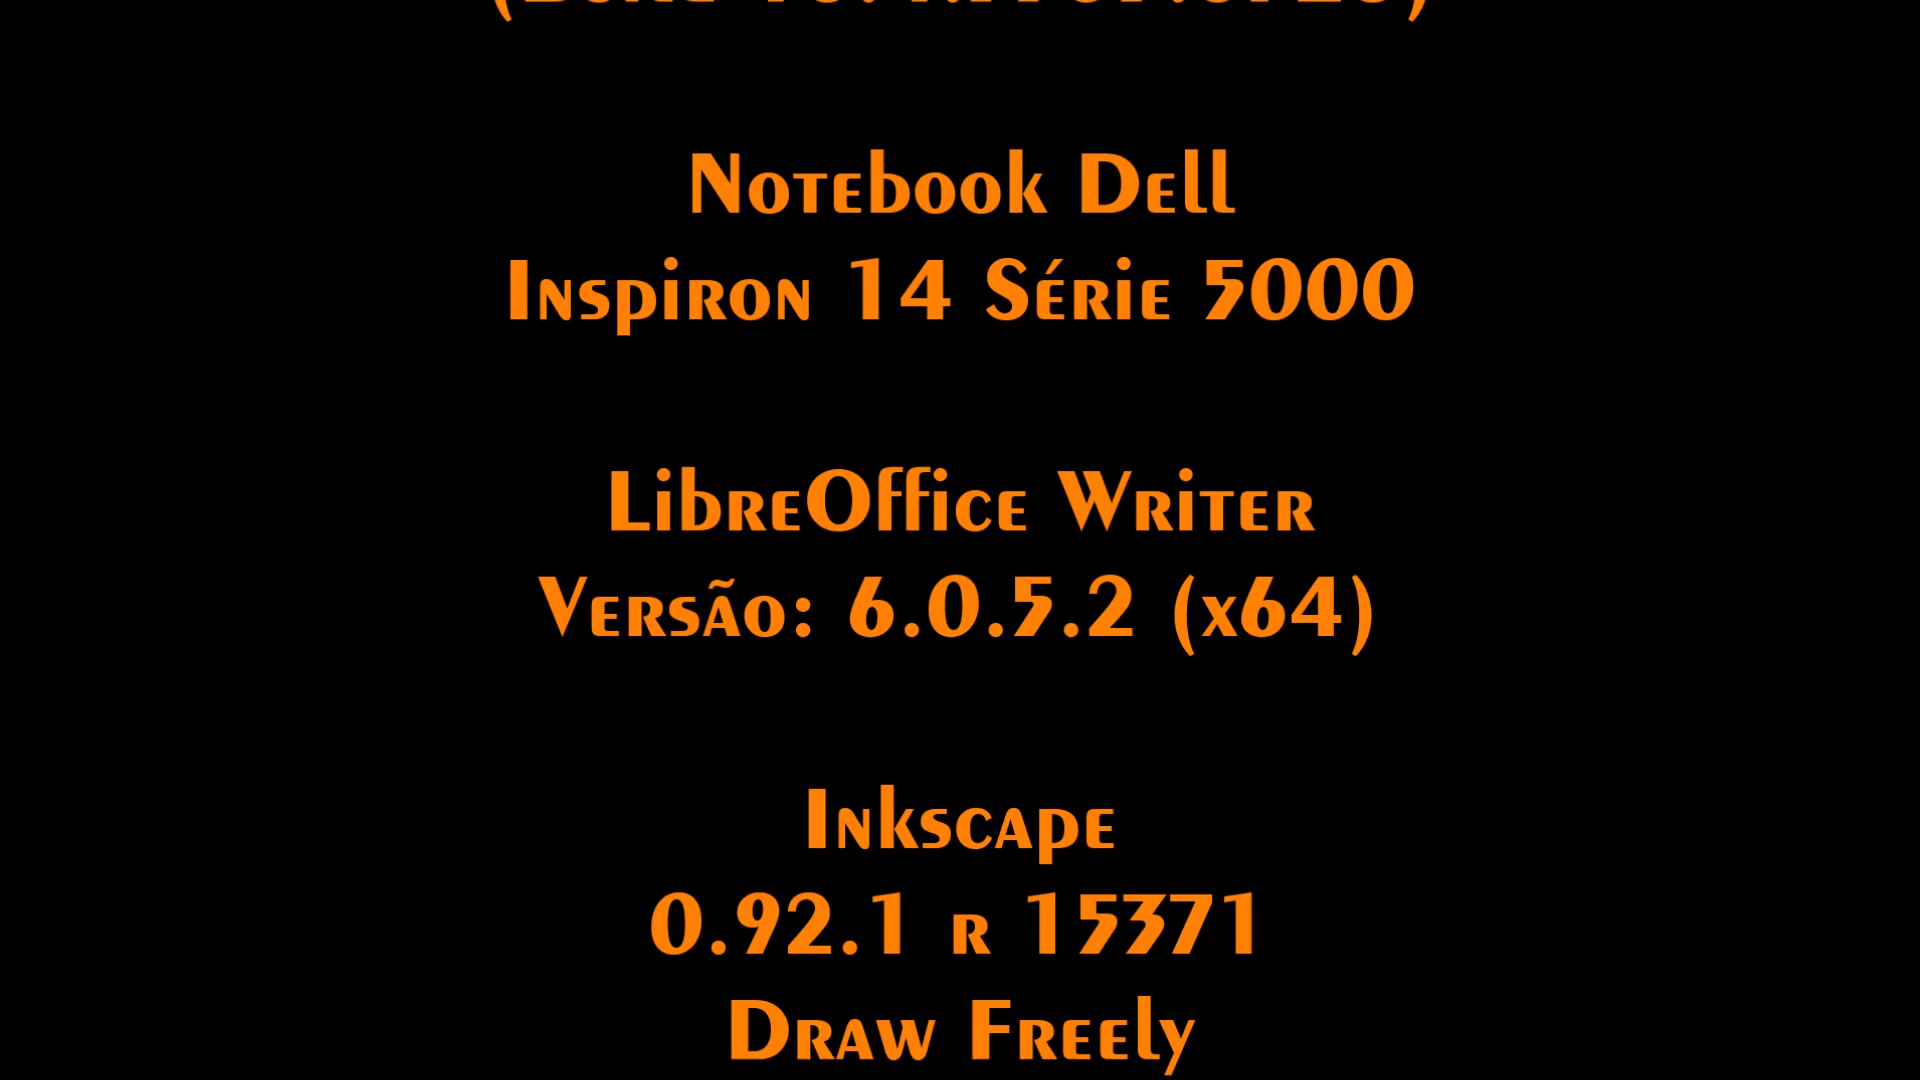 Notebook Dell
Inspiron 14 Série 5000
LibreOffice Writer
Versão: 6.0.5.2 (x64)
Inkscape
0.92.1 r 15371
Draw Freely